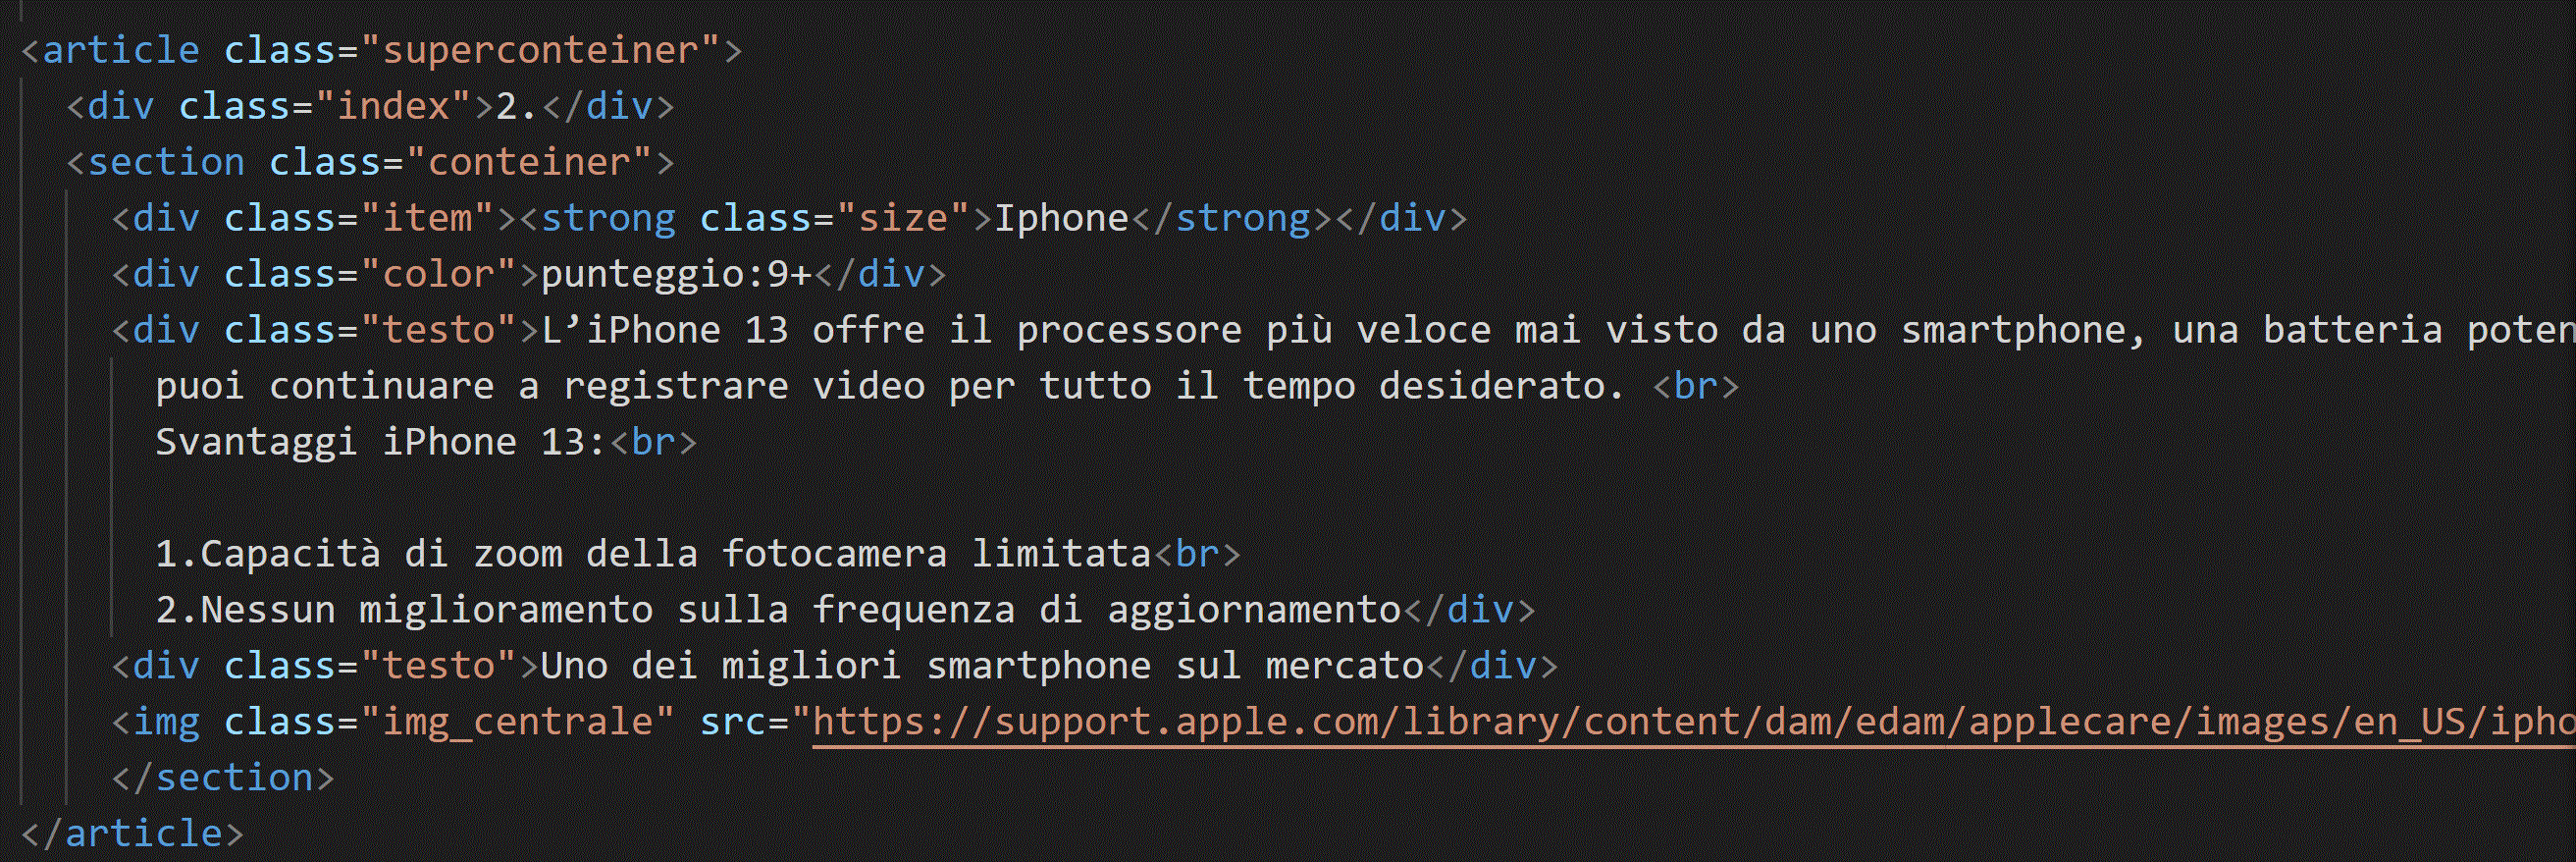 <article class="superconteiner">
<div class="index">2.</div>
<section class="conteiner">
<div class="item"><strong class="size">Iphone</strong></div>
<div class="color">punteggio:9+</div>
<div class="testo">L’iPhone 13 offre il processore più veloce mai visto da uno smartphone, una batteria poten
puoi continuare a registrare video per tutto il tempo desiderato. <br>
Svantaggi iPhone 13:<br>
1.Capacità di zoom della fotocamera limitata<br>
2.Nessun miglioramento sulla frequenza di aggiornamento</div>
<div class="testo">Uno dei migliori smartphone sul mercato</div>
<img class="img_centrale" src="https://support.apple.com/library/content/dam/edam/applecare/images/en_US/ipho
</section>
</article>